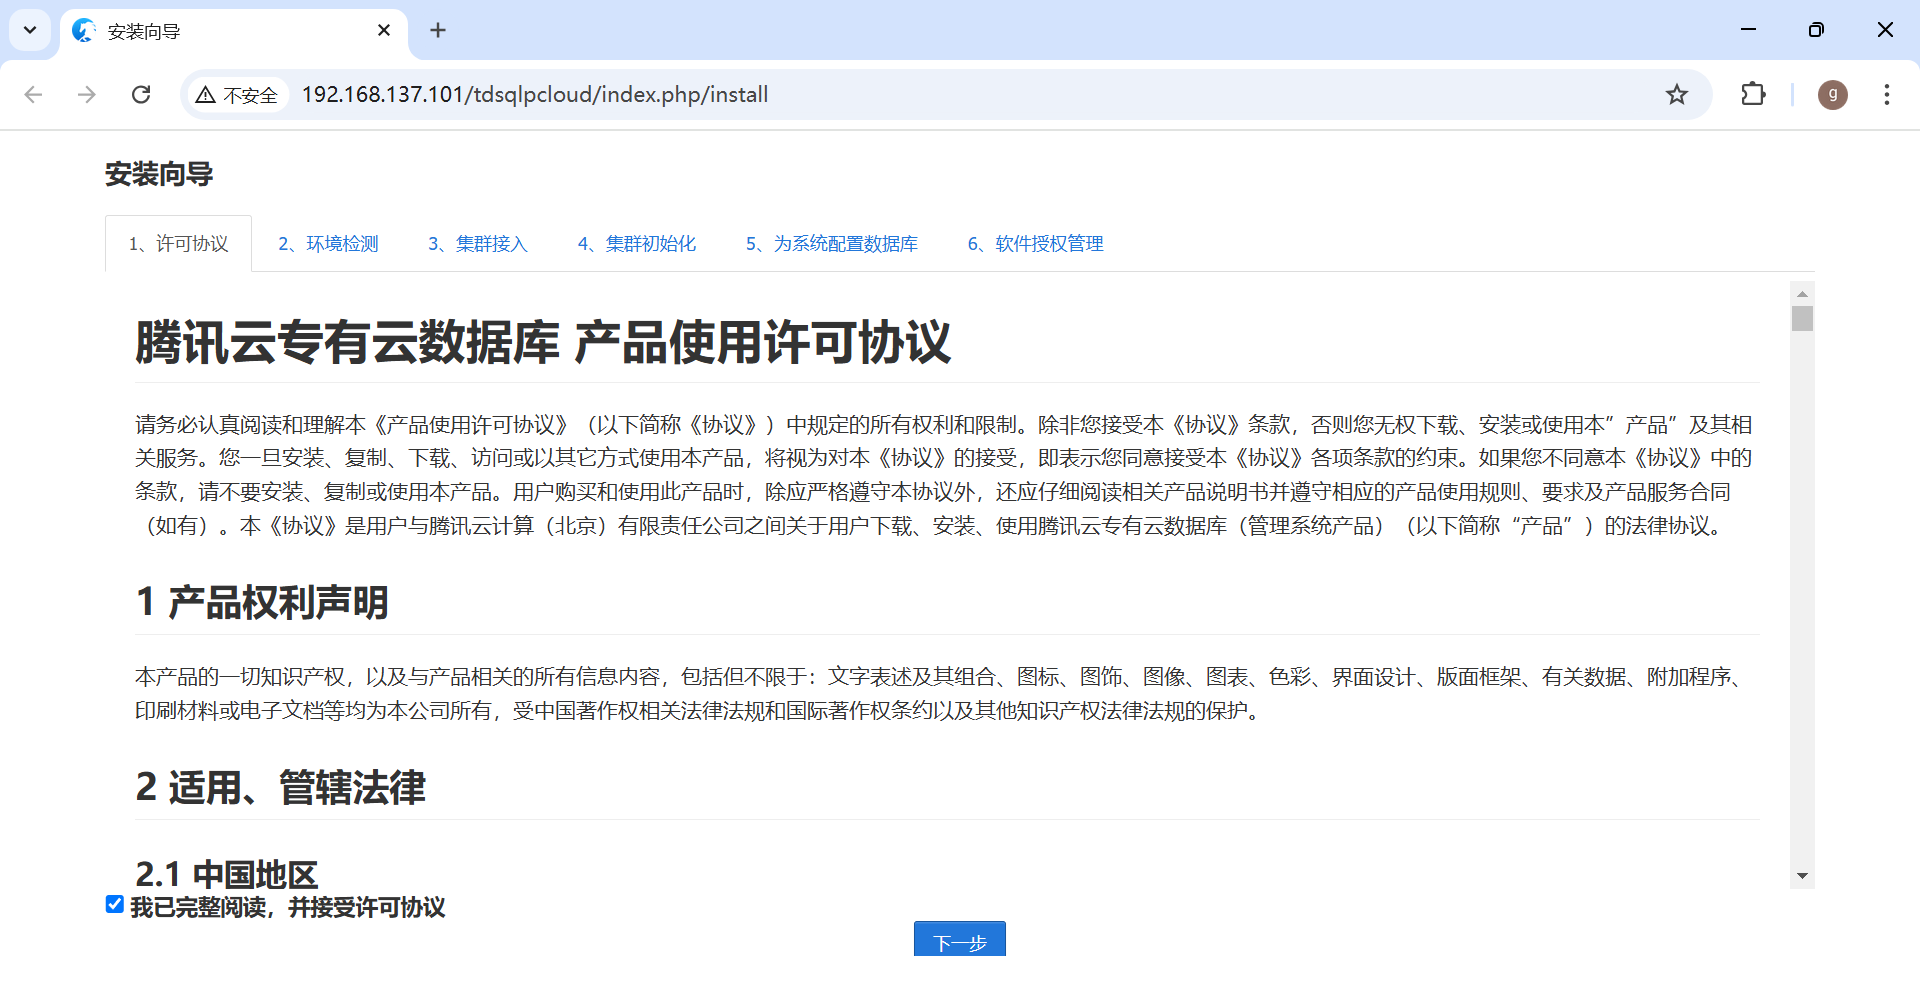 安装向导
不安全
192.168.137.101/tdsqlpcloud/index.php/install
g
安装向导
1、许可协议
2、环境检测
3、集群接入
4、集群初始化
5、为系统配置数据库
6、软件授权管理
腾讯云专有云数据库 产品使用许可协议
请务必认真阅读和理解本《产品使用许可协议》（以下简称《协议》）中规定的所有权利和限制。除非您接受本《协议》条款，否则您无权下载、安装或使用本”产品”及其相
关服务。您一旦安装、复制、下载、访问或以其它方式使用本产品，将视为对本《协议》的接受，即表示您同意接受本《协议》各项条款的约束。如果您不同意本《协议》中的
条款，请不要安装、复制或使用本产品。用户购买和使用此产品时，除应严格遵守本协议外，还应仔细阅读相关产品说明书并遵守相应的产品使用规则、要求及产品服务合同
（如有）。本《协议》是用户与腾讯云计算（北京）有限责任公司之间关于用户下载、安装、使用腾讯云专有云数据库（管理系统产品）（以下简称“产品”）的法律协议。
1 产品权利声明
本产品的一切知识产权，以及与产品相关的所有信息内容，包括但不限于：文字表述及其组合、图标、图饰、图像、图表、色彩、界面设计、版面框架、有关数据、附加程序、
印刷材料或电子文档等均为本公司所有，受中国著作权相关法律法规和国际著作权条约以及其他知识产权法律法规的保护。
2 适用、管辖法律
2.1 中国地区
我已完整阅读，并接受许可协议
下一步